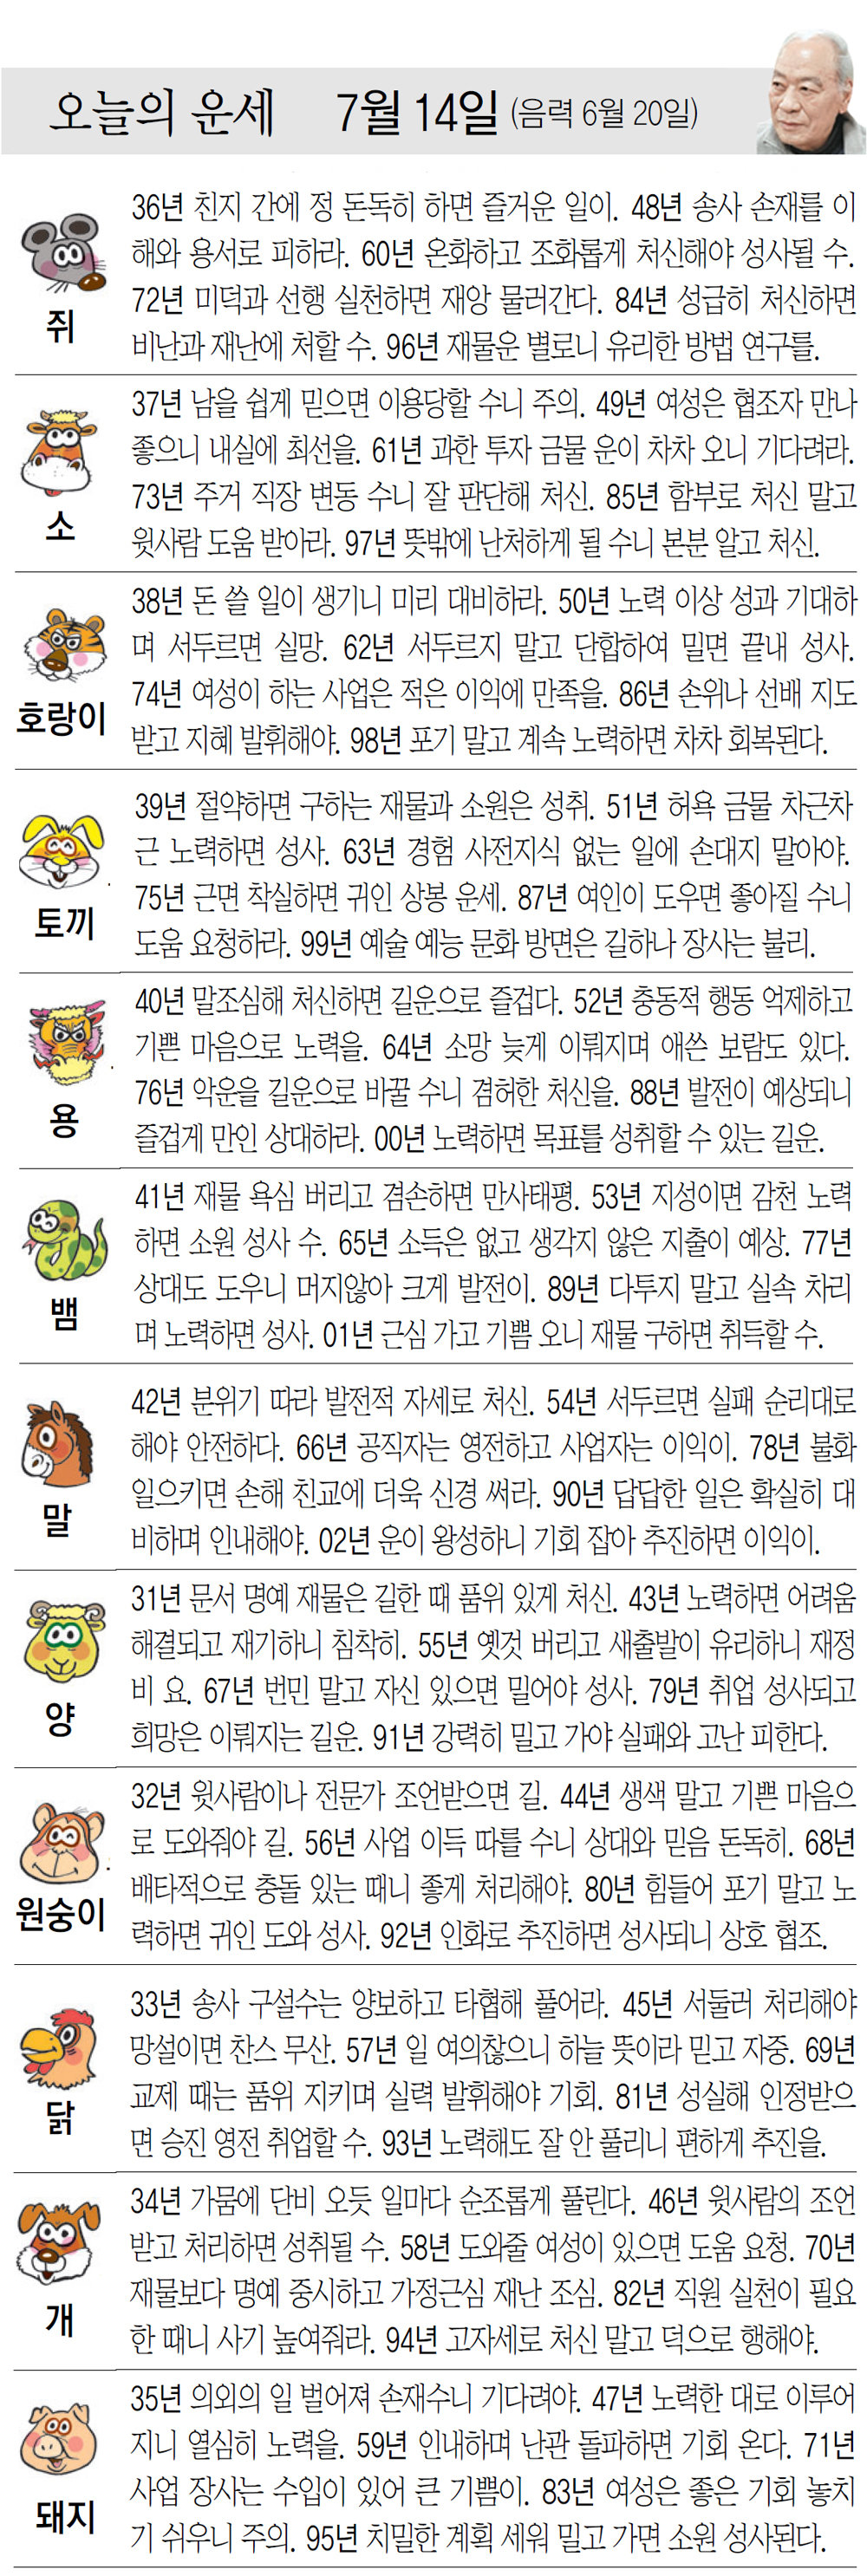 오늘의 운세 7월 14일 (음력 6월 20일)
쥐
36년 친지 간에 정 돈독히 하면 즐거운 일이. 48년 송사 손재를 이
해와 용서로 피하라. 60년 온화하고 조화롭게 처신해야 성사될 수.
72년 미덕과 선행 실천하면 재앙 물러간다. 84년 성급히 처신하면
비난과 재난에 처할 수. 96년 재물운 별로니 유리한 방법 연구를.
소
37년 남을 쉽게 믿으면 이용당할 수니 주의. 49년 여성은 협조자 만나
좋으니 내실에 최선을. 61년 과한 투자 금물 운이 차차 오니 기다려라.
73년 주거 직장 변동 수니 잘 판단해 처신. 85년 함부로 처신 말고
윗사람 도움 받아라. 97년 뜻밖에 난처하게 될 수니 본분 알고 처신.
호랑이
38년 돈 쓸 일이 생기니 미리 대비하라. 50년 노력 이상 성과 기대하
며 서두르면 실망. 62년 서두르지 말고 단합하여 밀면 끝내 성사.
74년 여성이 하는 사업은 적은 이익에 만족을. 86년 손위나 선배 지도
받고 지혜 발휘해야. 98년 포기 말고 계속 노력하면 차차 회복된다.
토끼
39년 절약하면 구하는 재물과 소원은 성취. 51년 허욕 금물 차근차
근 노력하면 성사. 63년 경험 사전지식 없는 일에 손대지 말아야.
75년 근면 착실하면 귀인 상봉 운세. 87년 여인이 도우면 좋아질 수니
도움 요청하라. 99년 예술 예능 문화 방면은 길하나 장사는 불리.
용
40년 말조심해 처신하면 길운으로 즐겁다. 52년 충동적 행동 억제하고
기쁜 마음으로 노력을. 64년 소망 늦게 이뤄지며 애쓴 보람도 있다.
76년 악운을 길운으로 바꿀 수니 겸허한 처신을. 88년 발전이 예상되니
즐겁게 만인 상대하라. 00년 노력하면 목표를 성취할 수 있는 길운.
뱀
41년 재물 욕심 버리고 겸손하면 만사태평. 53년 지성이면 감천 노력
하면 소원 성사 수. 65년 소득은 없고 생각지 않은 지출이 예상. 77년
상대도 도우니 머지않아 크게 발전이. 89년 다투지 말고 실속 차리
며 노력하면 성사. 01년 근심 가고 기쁨 오니 재물 구하면 취득할 수.
말
42년 분위기 따라 발전적 자세로 처신. 54년 서두르면 실패 순리대로
해야 안전하다. 66년 공직자는 영전하고 사업자는 이익이. 78년 불화
일으키면 손해 친교에 더욱 신경 써라. 90년 답답한 일은 확실히 대
비하며 인내해야. 02년 운이 왕성하니 기회 잡아 추진하면 이익이.
양
31년 문서 명예 재물은 길한 때 품위 있게 처신. 43년 노력하면 어려움
해결되고 재기하니 침착히. 55년 옛것 버리고 새출발이 유리하니 재정
비 요. 67년 번민 말고 자신 있으면 밀어야 성사. 79년 취업 성사되고
희망은 이뤄지는 길운. 91년 강력히 밀고 가야 실패와 고난 피한다.
원숭이
32년 윗사람이나 전문가 조언받으면 길. 44년 생색 말고 기쁜 마음으
로 도와줘야 길. 56년 사업 이득 따를 수니 상대와 믿음 돈독히. 68년
배타적으로 충돌 있는 때니 좋게 처리해야. 80년 힘들어 포기 말고 노
력하면 귀인 도와 성사. 92년 인화로 추진하면 성사되니 상호 협조.
닭
33년 송사 구설수는 양보하고 타협해 풀어라. 45년 서둘러 처리해야
망설이면 찬스 무산. 57년 일 여의찮으니 하늘 뜻이라 믿고 자중. 69년
교제 때는 품위 지키며 실력 발휘해야 기회. 81년 성실해 인정받으
면 승진 영전 취업할 수. 93년 노력해도 잘 안 풀리니 편하게 추진을.
개
34년 가뭄에 단비 오듯 일마다 순조롭게 풀린다. 46년 윗사람의 조언
받고 처리하면 성취될 수. 58년 도와줄 여성이 있으면 도움 요청. 70년
재물보다 명예 중시하고 가정근심 재난 조심. 82년 직원 실천이 필요
한 때니 사기 높여줘라. 94년 고자세로 처신 말고 덕으로 행해야.
돼지
35년 의외의 일 벌어져 손재수니 기다려야. 47년 노력한 대로 이루어
지니 열심히 노력을. 59년 인내하며 난관 돌파하면 기회 온다. 71년
사업 장사는 수입이 있어 큰 기쁨이. 83년 여성은 좋은 기회 놓치
기 쉬우니 주의. 95년 치밀한 계획 세워 밀고 가면 소원 성사된다.